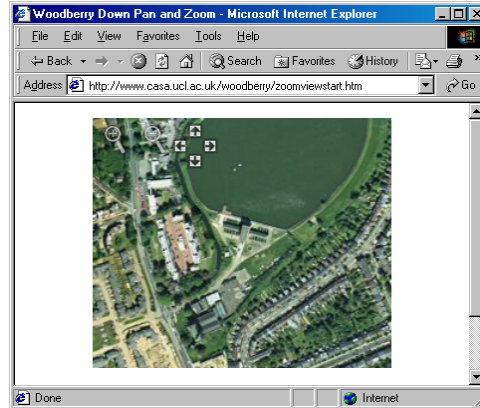 Woodberry Down Pan and Zoom - Microsoft Internet Explorer
File Edit View Favorites Tools Help
Back Search Favorites History Go
Address http://www.casa.ucl.ac.uk/woodberry/zoomviewstart.htm Go
Done Internet